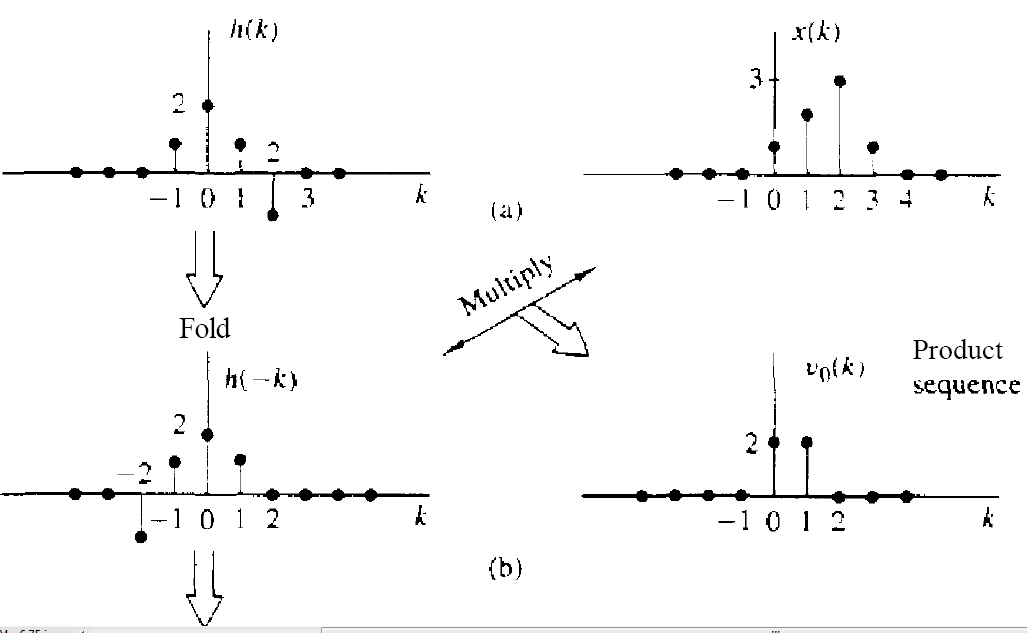 h(k)
x(k)
3
2
2
−1 0 1 3 k
−1 0 1 2 3 4 k
(a)
Multiply
Fold
Product
sequence
h(−k)
v₀(k)
2
2
−2
−1 0 1 2 k
−1 0 1 2 k
(b)